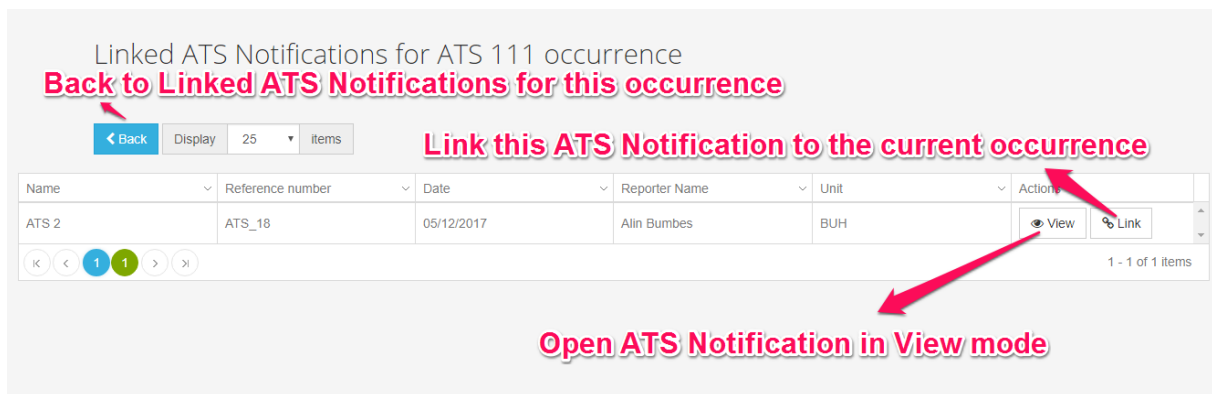 Linked ATS Notifications for ATS 111 occurrence
Back to Linked ATS Notifications for this occurrence
Back Display 25 items
Link this ATS Notification to the current occurrence
Name Reference number Date Reporter Name Unit Actions
ATS 2 ATS_18 05/12/2017 Alin Bumbes BUH View Link
1 1 1 - 1 of 1 items
Open ATS Notification in View mode